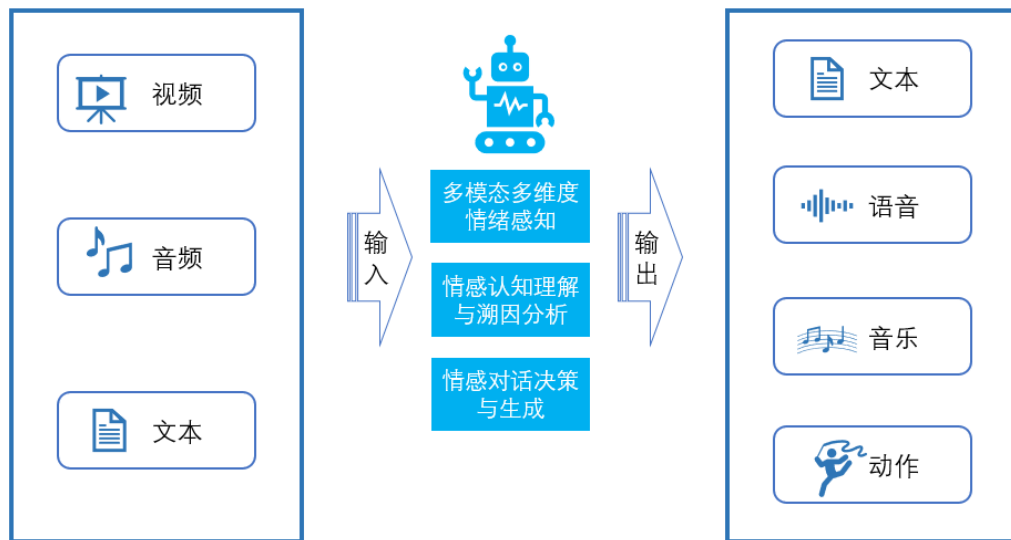 视频
音频
文本
输
入
多模态多维度
情绪感知
情感认知理解
与溯因分析
情感对话决策
与生成
输
出
文本
语音
音乐
动作